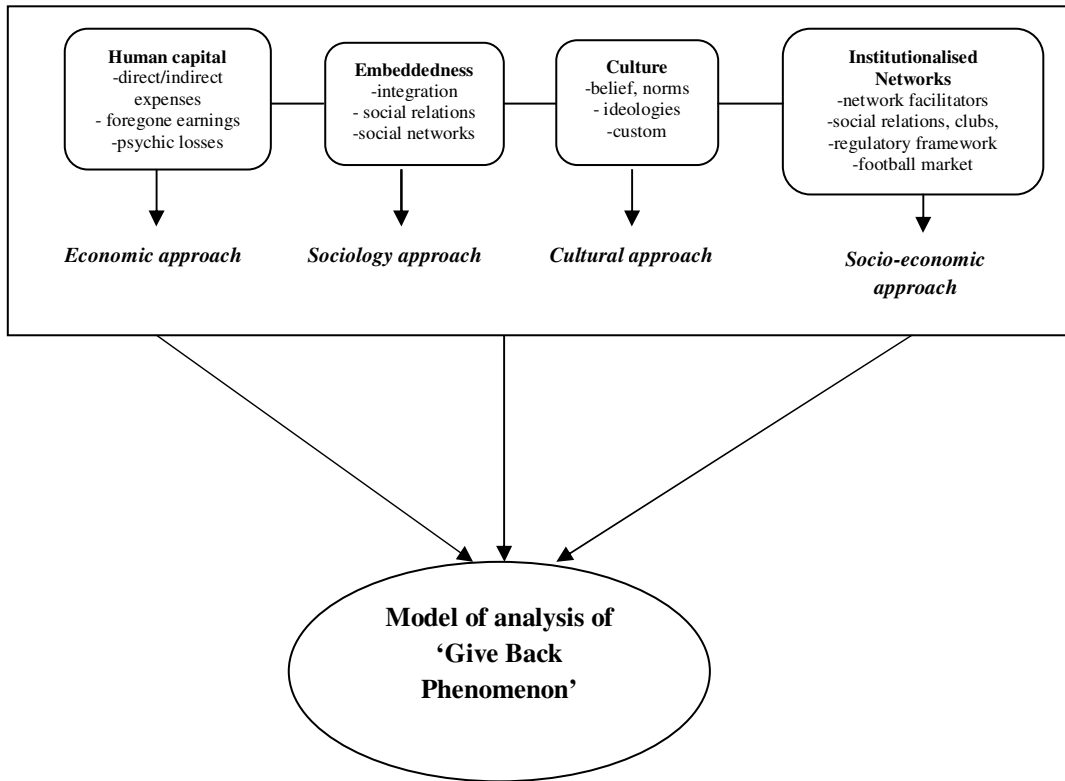 Human capital
-direct/indirect
expenses
- foregone earnings
-psychic losses
Economic approach
Embeddedness
-integration
- social relations
-social networks
Sociology approach
Culture
-belief, norms
- ideologies
-custom
Cultural approach
Institutionalised
Networks
-network facilitators
-social relations, clubs,
-regulatory framework
-football market
Socio-economic
approach
Model of analysis of
‘Give Back
Phenomenon’